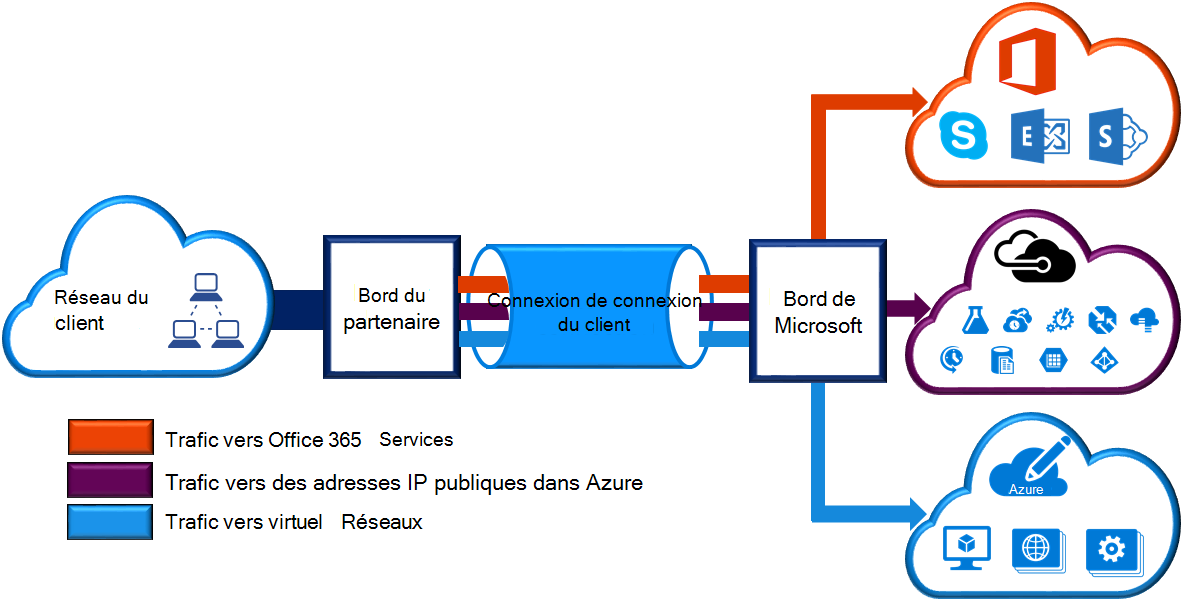 Réseau du
client
Bord du
partenaire
Connexion de connexion
du client
Bord de
Microsoft
S
E
S
Azure
Trafic vers Office 365 Services
Trafic vers des adresses IP publiques dans Azure
Trafic vers virtuel Réseaux